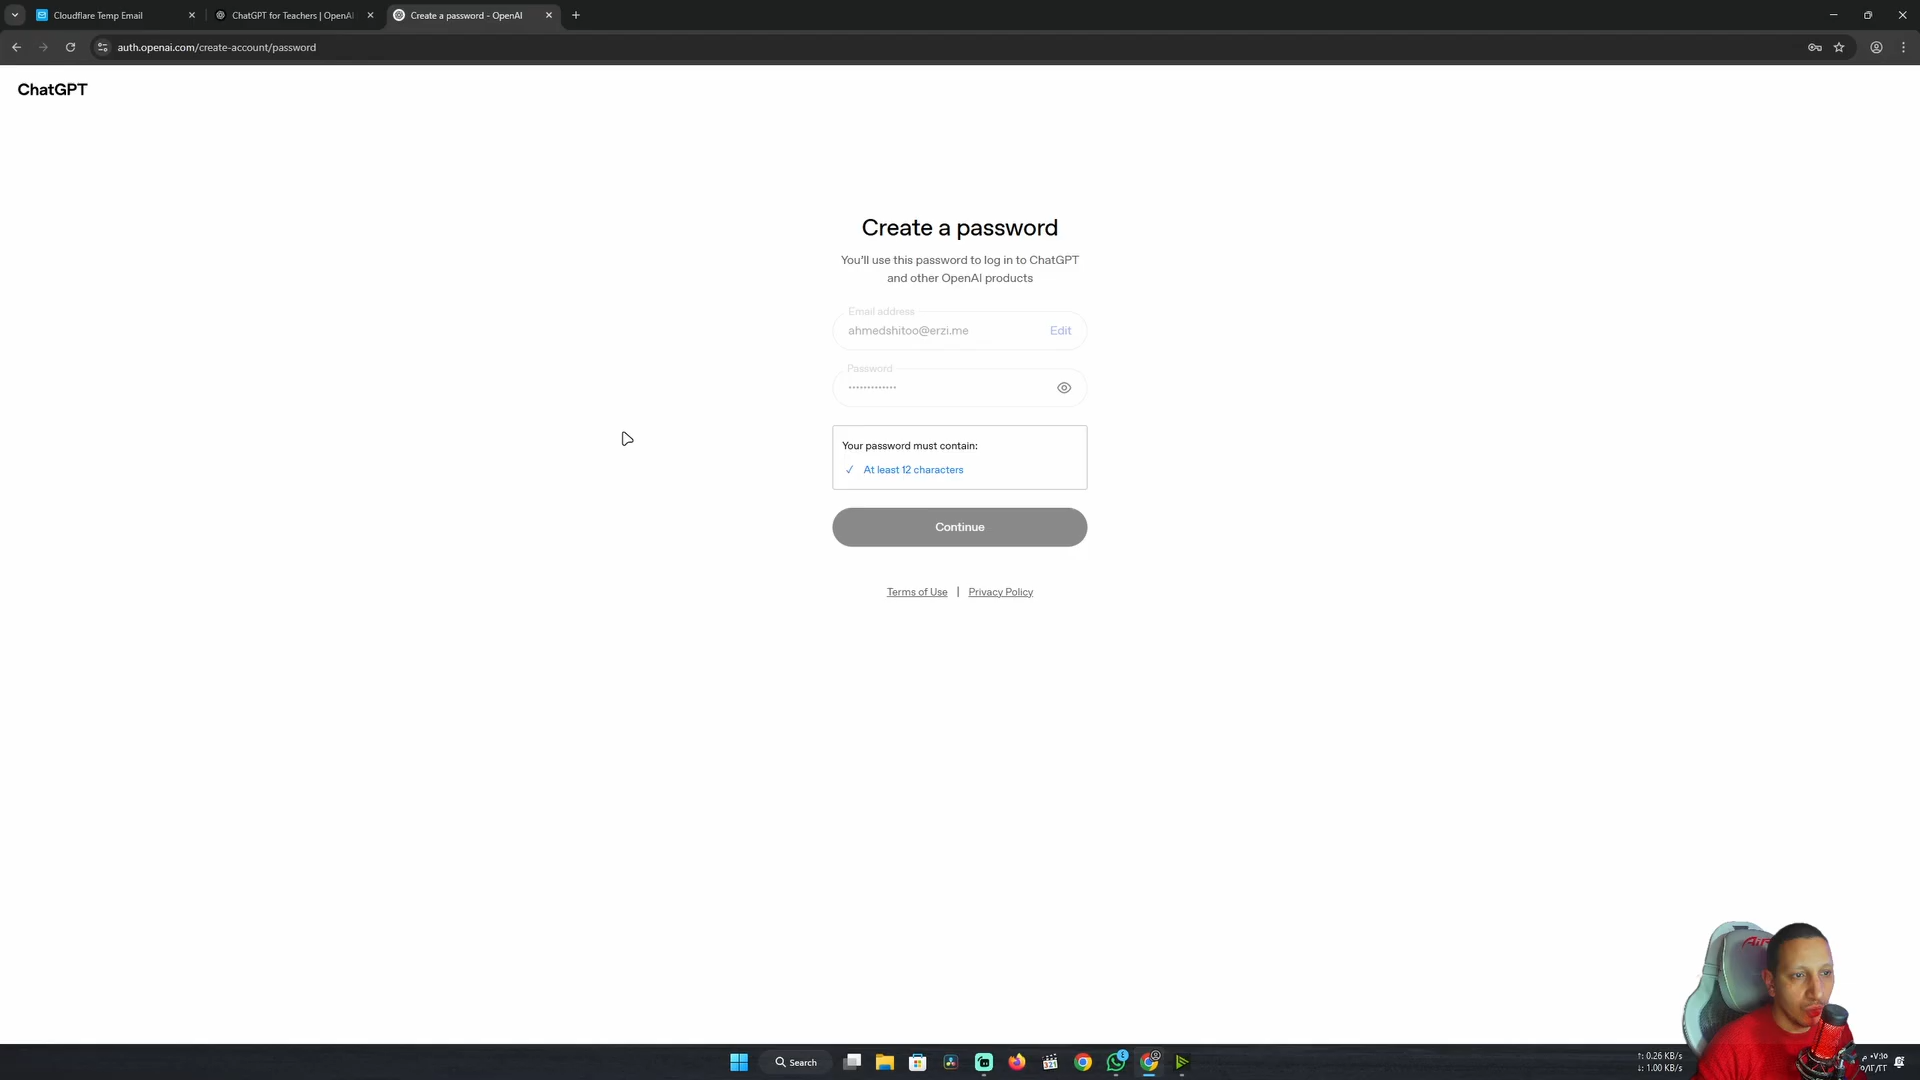 Cloudflare Temp Email
ChatGPT for Teachers | OpenAI
Create a password - OpenAI
auth.openai.com/create-account/password
ChatGPT
Create a password
You'll use this password to log in to ChatGPT
and other OpenAI products
Email address
ahmedshitoo@erzi.me
Edit
Password
Your password must contain:
✓ At least 12 characters
Continue
Terms of Use | Privacy Policy
Search
↑: 0.26 KB/s
↓: 1.00 KB/s